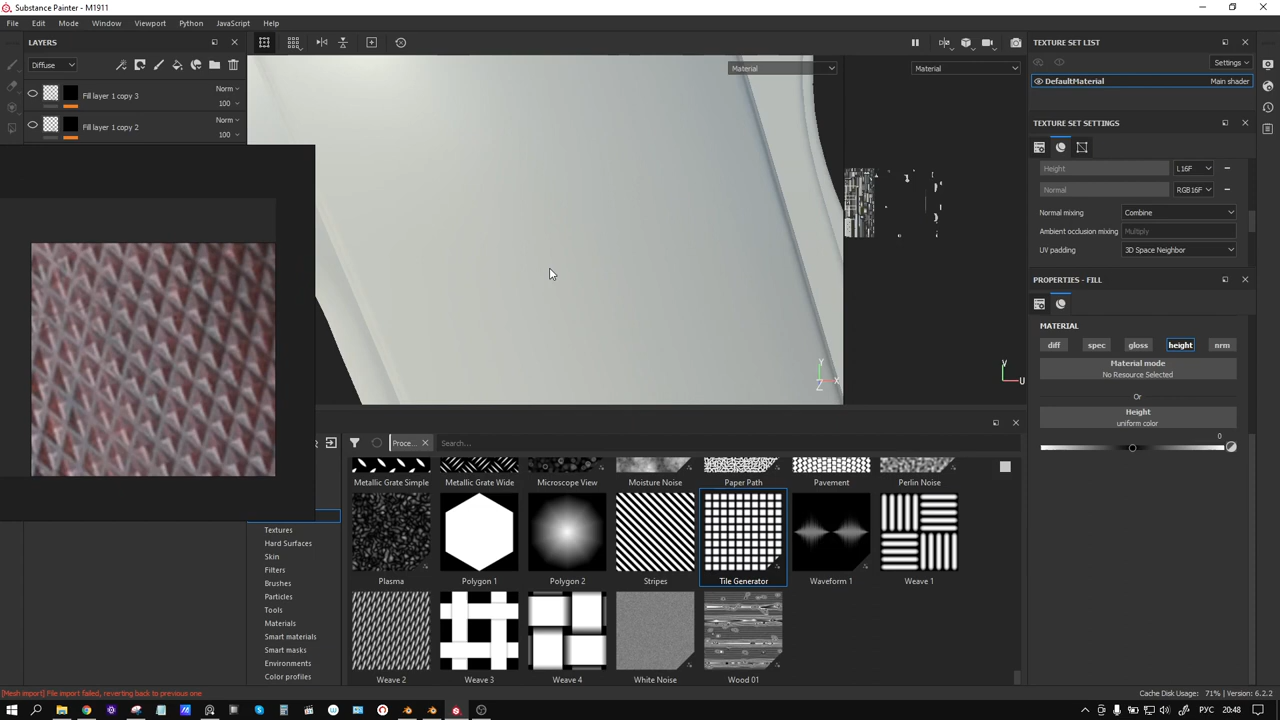 Substance Painter - M1911
File Edit Mode Window Viewport Python JavaScript Help
LAYERS
Diffuse
Fill layer 1 copy 3
Norm
100
Fill layer 1 copy 2
Norm
100
Material
Material
Y
X
Z
V
U
TEXTURE SET LIST
Settings
DefaultMaterial
Main shader
TEXTURE SET SETTINGS
Height
L16F
Normal
RGB16F
Normal mixing
Combine
Ambient occlusion mixing
Multiply
UV padding
3D Space Neighbor
PROPERTIES - FILL
MATERIAL
diff spec gloss height nrm
Material mode
No Resource Selected
Or
Height
uniform color
0
Proce...
Search...
Metallic Grate Simple
Metallic Grate Wide
Microscope View
Moisture Noise
Paper Path
Pavement
Perlin Noise
Plasma
Polygon 1
Polygon 2
Stripes
Tile Generator
Waveform 1
Weave 1
Weave 2
Weave 3
Weave 4
White Noise
Wood 01
Textures
Hard Surfaces
Skin
Filters
Brushes
Particles
Tools
Materials
Smart materials
Smart masks
Environments
Color profiles
[Mesh import] File import failed, reverting back to previous one
Cache Disk Usage: 71% | Version: 6.2.2
РУС
20:48